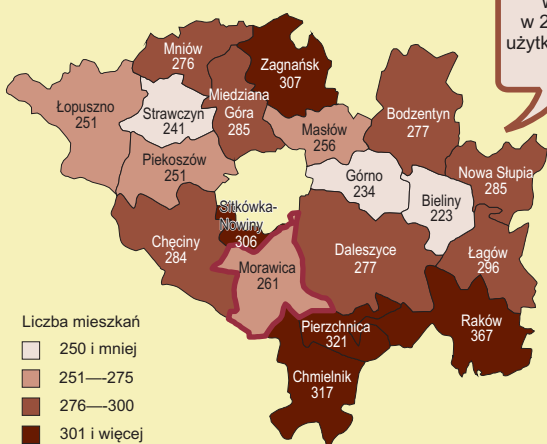 w
w 2
użytk
Mniów
276
Zagnańsk
307
Łopuszno
251
Strawczyn
241
Miedziana
Góra
285
Masłów
256
Bodzentyn
277
Piekoszów
251
Górno
234
Nowa Słupia
285
Bieliny
223
Sitkówka-
Nowiny
306
Chęciny
284
Morawica
261
Daleszyce
277
Łagów
296
Pierzchnica
321
Raków
367
Chmielnik
317
Liczba mieszkań
250 i mniej
251—-275
276—-300
301 i więcej